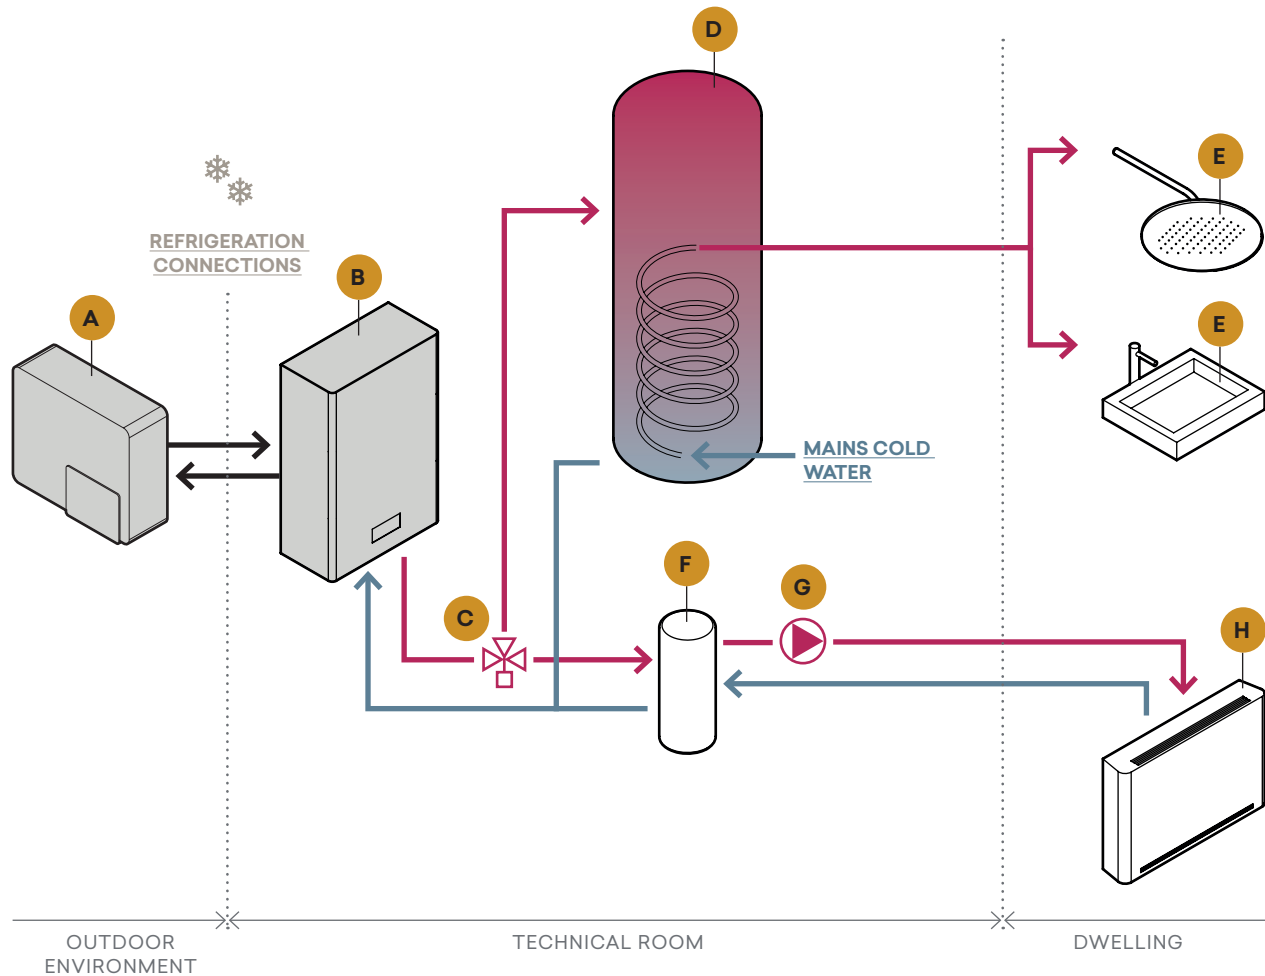 D
E
REFRIGERATION
CONNECTIONS
B
A
E
MAINS COLD
WATER
F
G
C
H
OUTDOOR
ENVIRONMENT
TECHNICAL ROOM
DWELLING